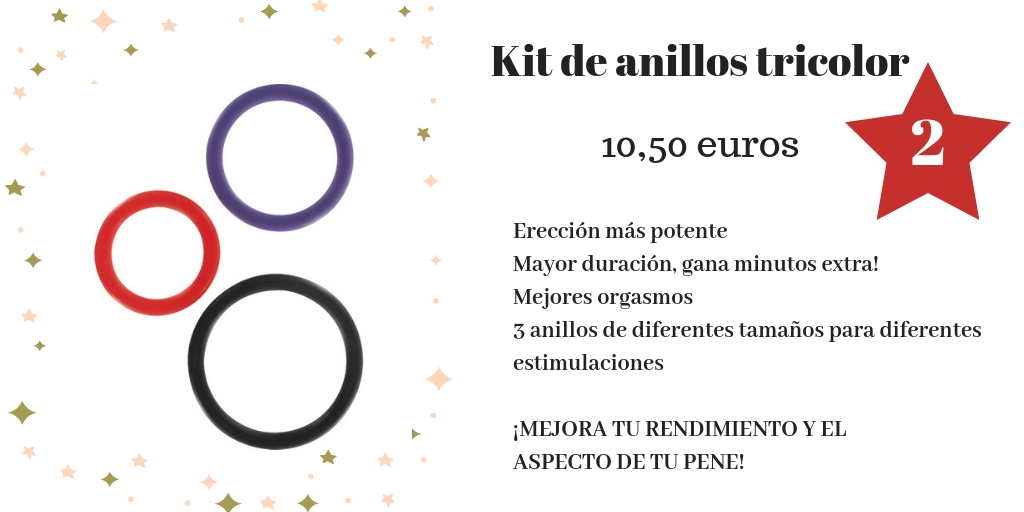 Kit de anillos tricolor
2
10,50 euros
Erección más potente
Mayor duración, gana minutos extra!
Mejores orgasmos
3 anillos de diferentes tamaños para diferentes
estimulaciones
¡MEJORA TU RENDIMIENTO Y EL
ASPECTO DE TU PENE!